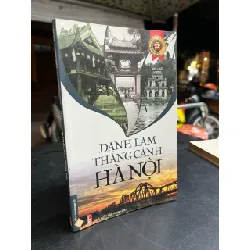 DANH LAM
THẮNG CẢNH
HÀ NỘI